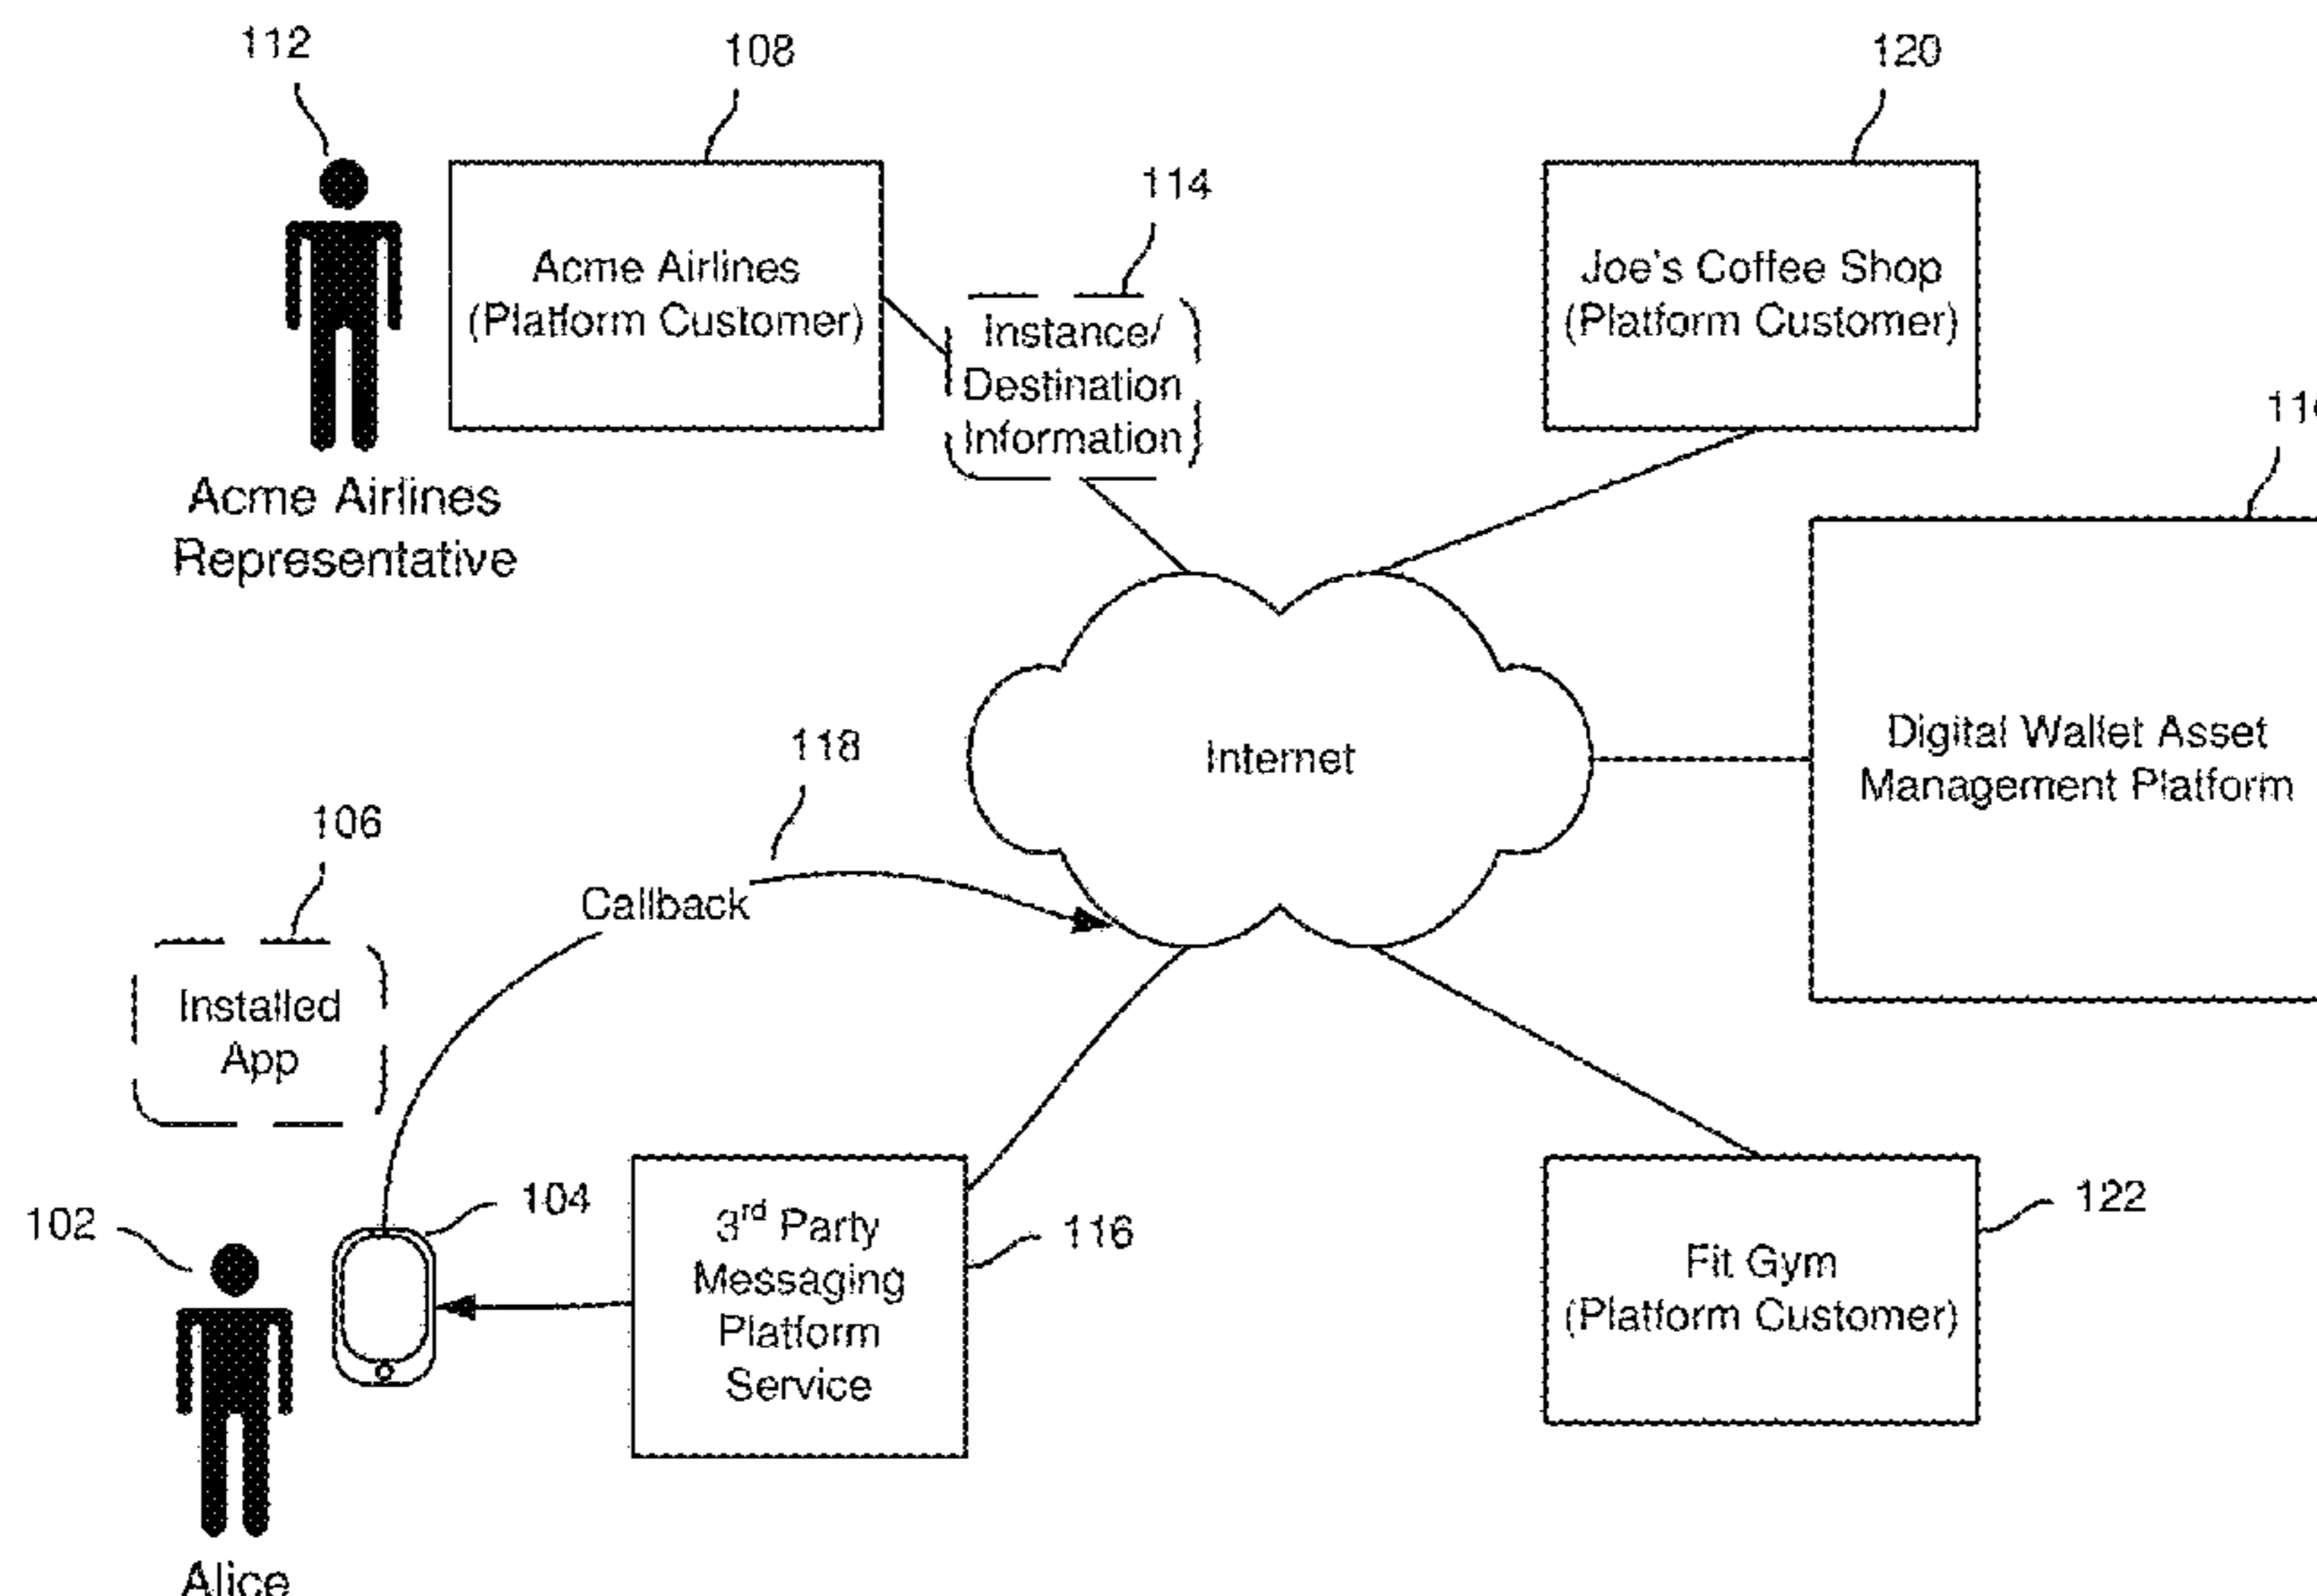 112
108
120
114
Acme Airlines
(Platform Customer)
Instance/
Destination
Information
Joe's Coffee Shop
(Platform Customer)
Acme Airlines
Representative
Internet
Digital Wallet Asset
Management Platform
118
106
Callback
Installed
App
102
104
3rd Party
Messaging
Platform
Service
116
122
Fit Gym
(Platform Customer)
Alice